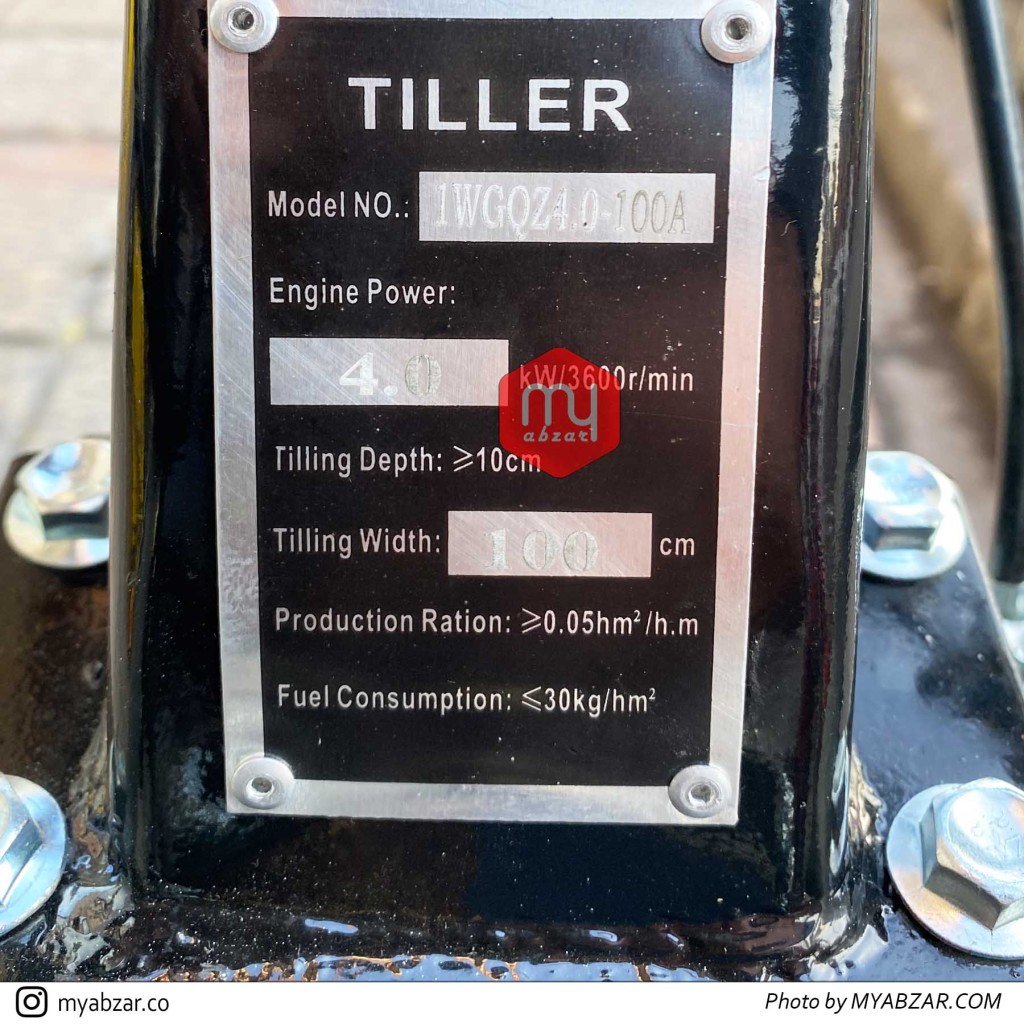 TILLER
Model NO.: 1WGQZ4.0-100A
Engine Power:
4.0 kW/3600r/min
my
abzar
Tilling Depth: ≥10cm
Tilling Width: 100 cm
Production Ration: ≥0.05hm²/h.m
Fuel Consumption: ≤30kg/hm²
myabzar.co
Photo by MYABZAR.COM